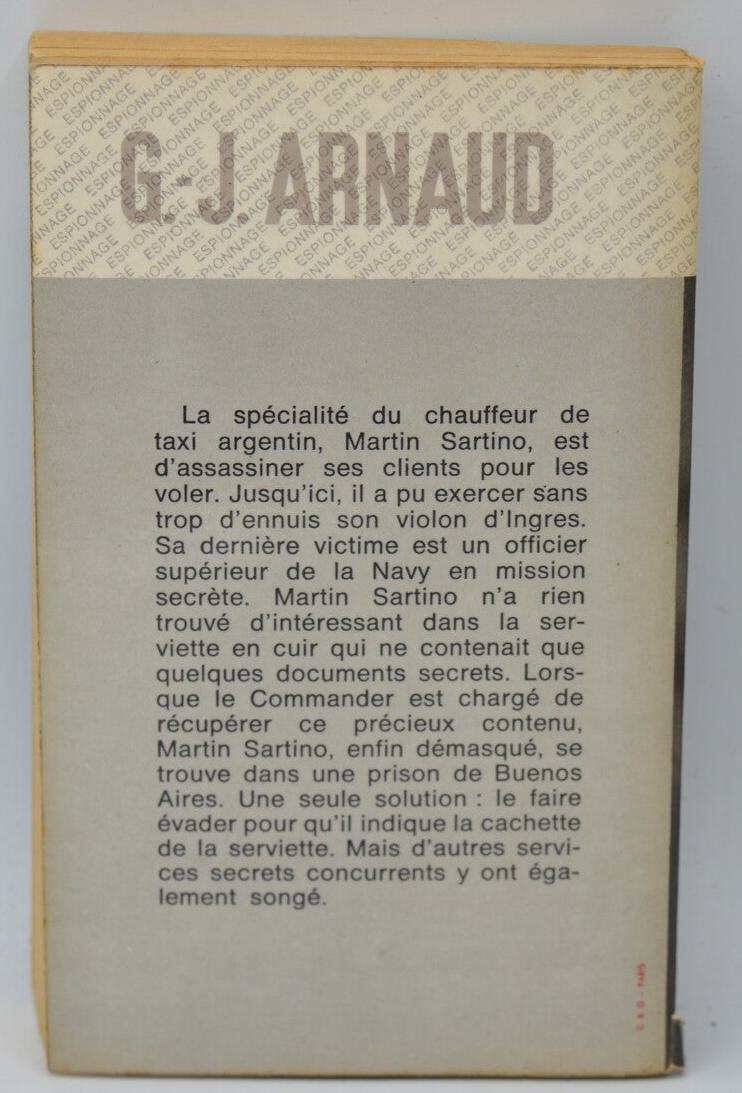 G.-J. ARNAUD
La spécialité du chauffeur de
taxi argentin, Martin Sartino, est
d'assassiner ses clients pour les
voler. Jusqu'ici, il a pu exercer sans
trop d'ennuis son violon d'Ingres.
Sa dernière victime est un officier
supérieur de la Navy en mission
secrète. Martin Sartino n'a rien
trouvé d'intéressant dans la ser-
viette en cuir qui ne contenait que
quelques documents secrets. Lors-
que le Commander est chargé de
récupérer ce précieux contenu,
Martin Sartino, enfin démasqué, se
trouve dans une prison de Buenos
Aires. Une seule solution : le faire
évader pour qu'il indique la cachette
de la serviette. Mais d'autres servi-
ces secrets concurrents y ont éga-
lement songé.
ESPIONNAGE
PARIS